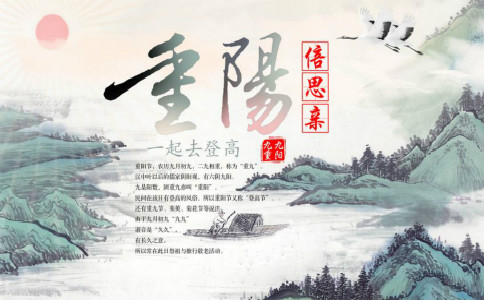 重陽
倍思亲
一起去登高
九九重阳
重阳节,农历九月初九,二九相重,称为“重九”。
汉中叶以后的儒家阴阳观,有六阴九阳。
九是阳数,固重九亦叫“重阳”。
民间在该日有登高的风俗,所以重阳节又称“登高节”。
还有重九节、茱萸、菊花节等说法。
由于九月初九“九九”
谐音是“久久”,
有长久之意,
所以常在此日祭祖与推行敬老活动。